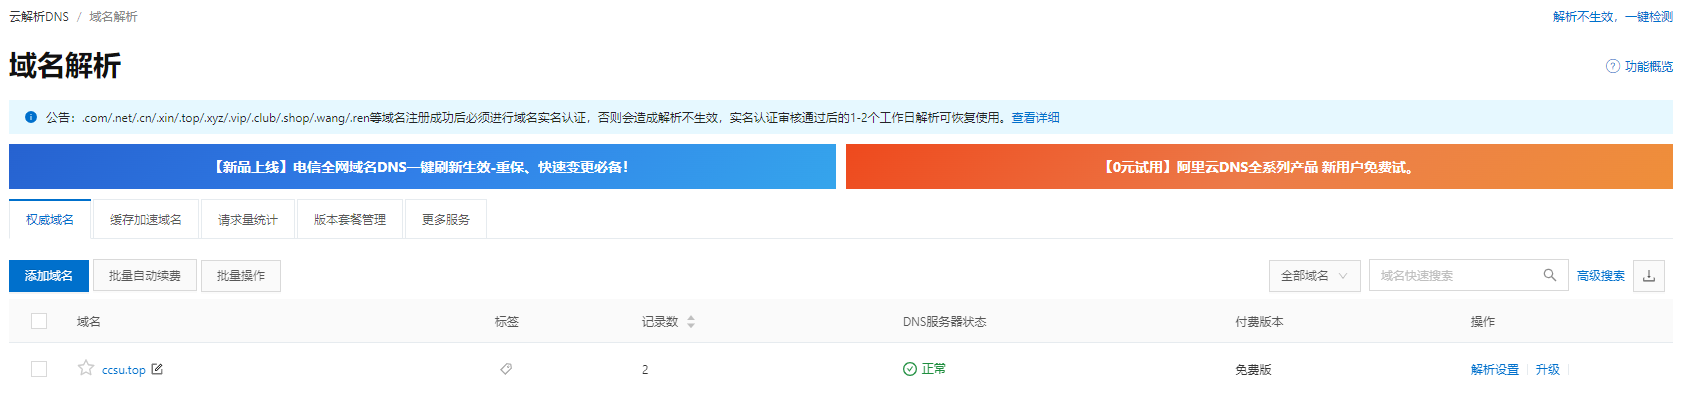 云解析DNS / 域名解析 解析不生效，一键检测
域名解析 功能概览
公告：.com/.net/.cn/.xin/.top/.xyz/.vip/.club/.shop/.wang/.ren等域名注册成功后必须进行域名实名认证，否则会造成解析不生效，实名认证审核通过后的1-2个工作日解析可恢复使用。查看详细
【新品上线】电信全网域名DNS一键刷新生效-重保、快速变更必备！ 【0元试用】阿里云DNS全系列产品 新用户免费试。
权威域名 缓存加速域名 请求量统计 版本套餐管理 更多服务
添加域名 批量自动续费 批量操作 全部域名 域名快速搜索 高级搜索
域名 标签 记录数 DNS服务器状态 付费版本 操作
ccsu.top 2 正常 免费版 解析设置 升级